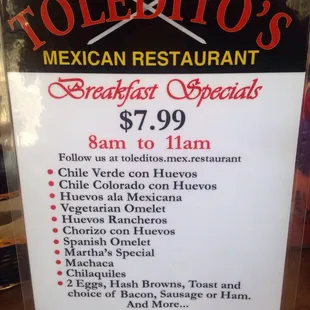 TOLEDITO'S
MEXICAN RESTAURANT
Breakfast Specials
$7.99
8am to 11am
Follow us at toleditos.mex.restaurant
• Chile Verde con Huevos
• Chile Colorado con Huevos
• Huevos ala Mexicana
• Vegetarian Omelet
• Huevos Rancheros
• Chorizo con Huevos
• Spanish Omelet
• Martha's Special
• Machaca
• Chilaquiles
• 2 Eggs, Hash Browns, Toast and
choice of Bacon, Sausage or Ham.
And More...